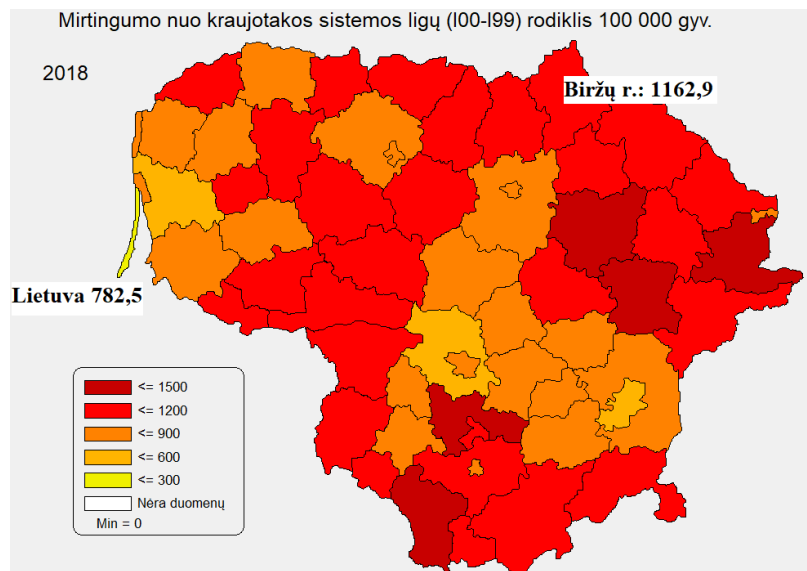 Mirtingumo nuo kraujotakos sistemos ligų (I00-I99) rodiklis 100 000 gyv.
2018
Biržų r.: 1162,9
Lietuva 782,5
<= 1500
<= 1200
<= 900
<= 600
<= 300
Nėra duomenų
Min = 0